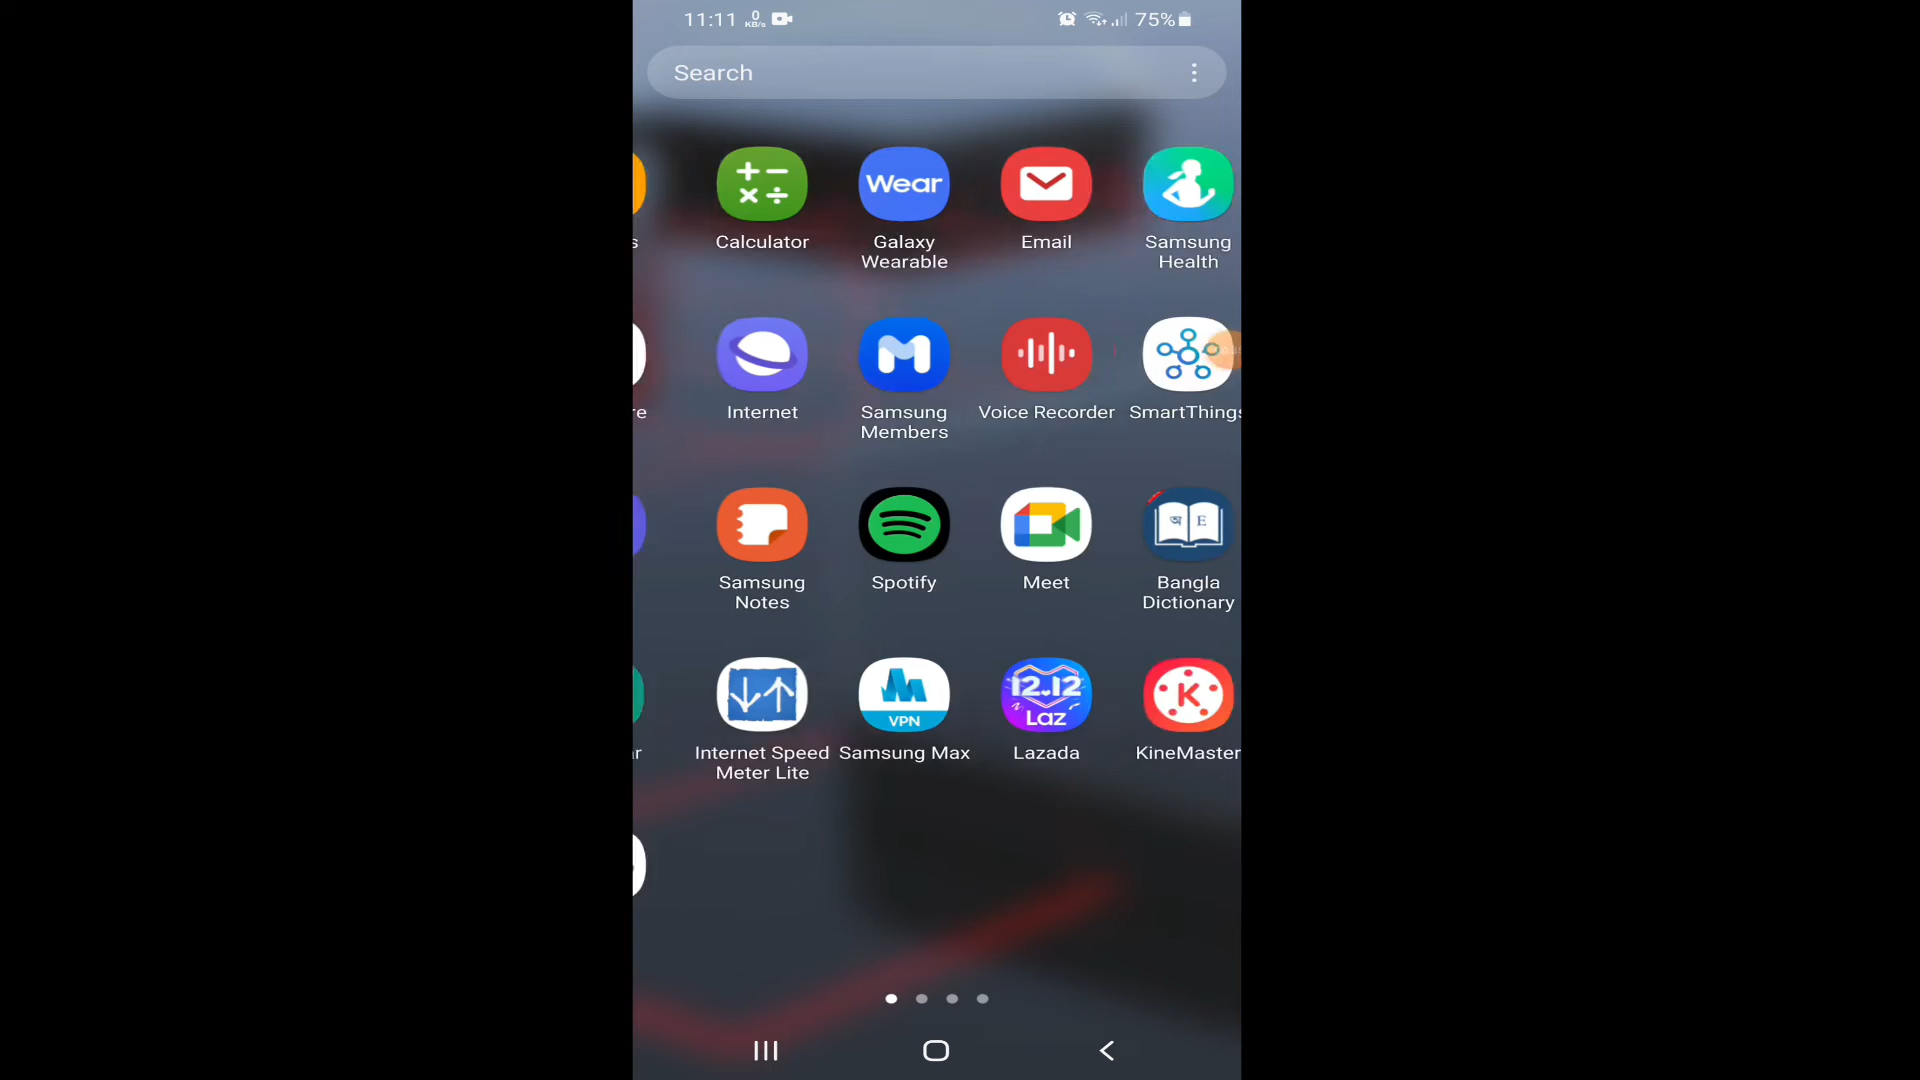 11:11 0 KB/s 75%
Search
Calculator
Galaxy
Wearable
Email
Samsung
Health
Wear
s
Internet
Samsung
Members
Voice Recorder
SmartThings
re
Samsung
Notes
Spotify
Meet
Bangla
Dictionary
অ E
VPN
12.12
Laz
K
Internet Speed
Meter Lite
Samsung Max
Lazada
KineMaster
r